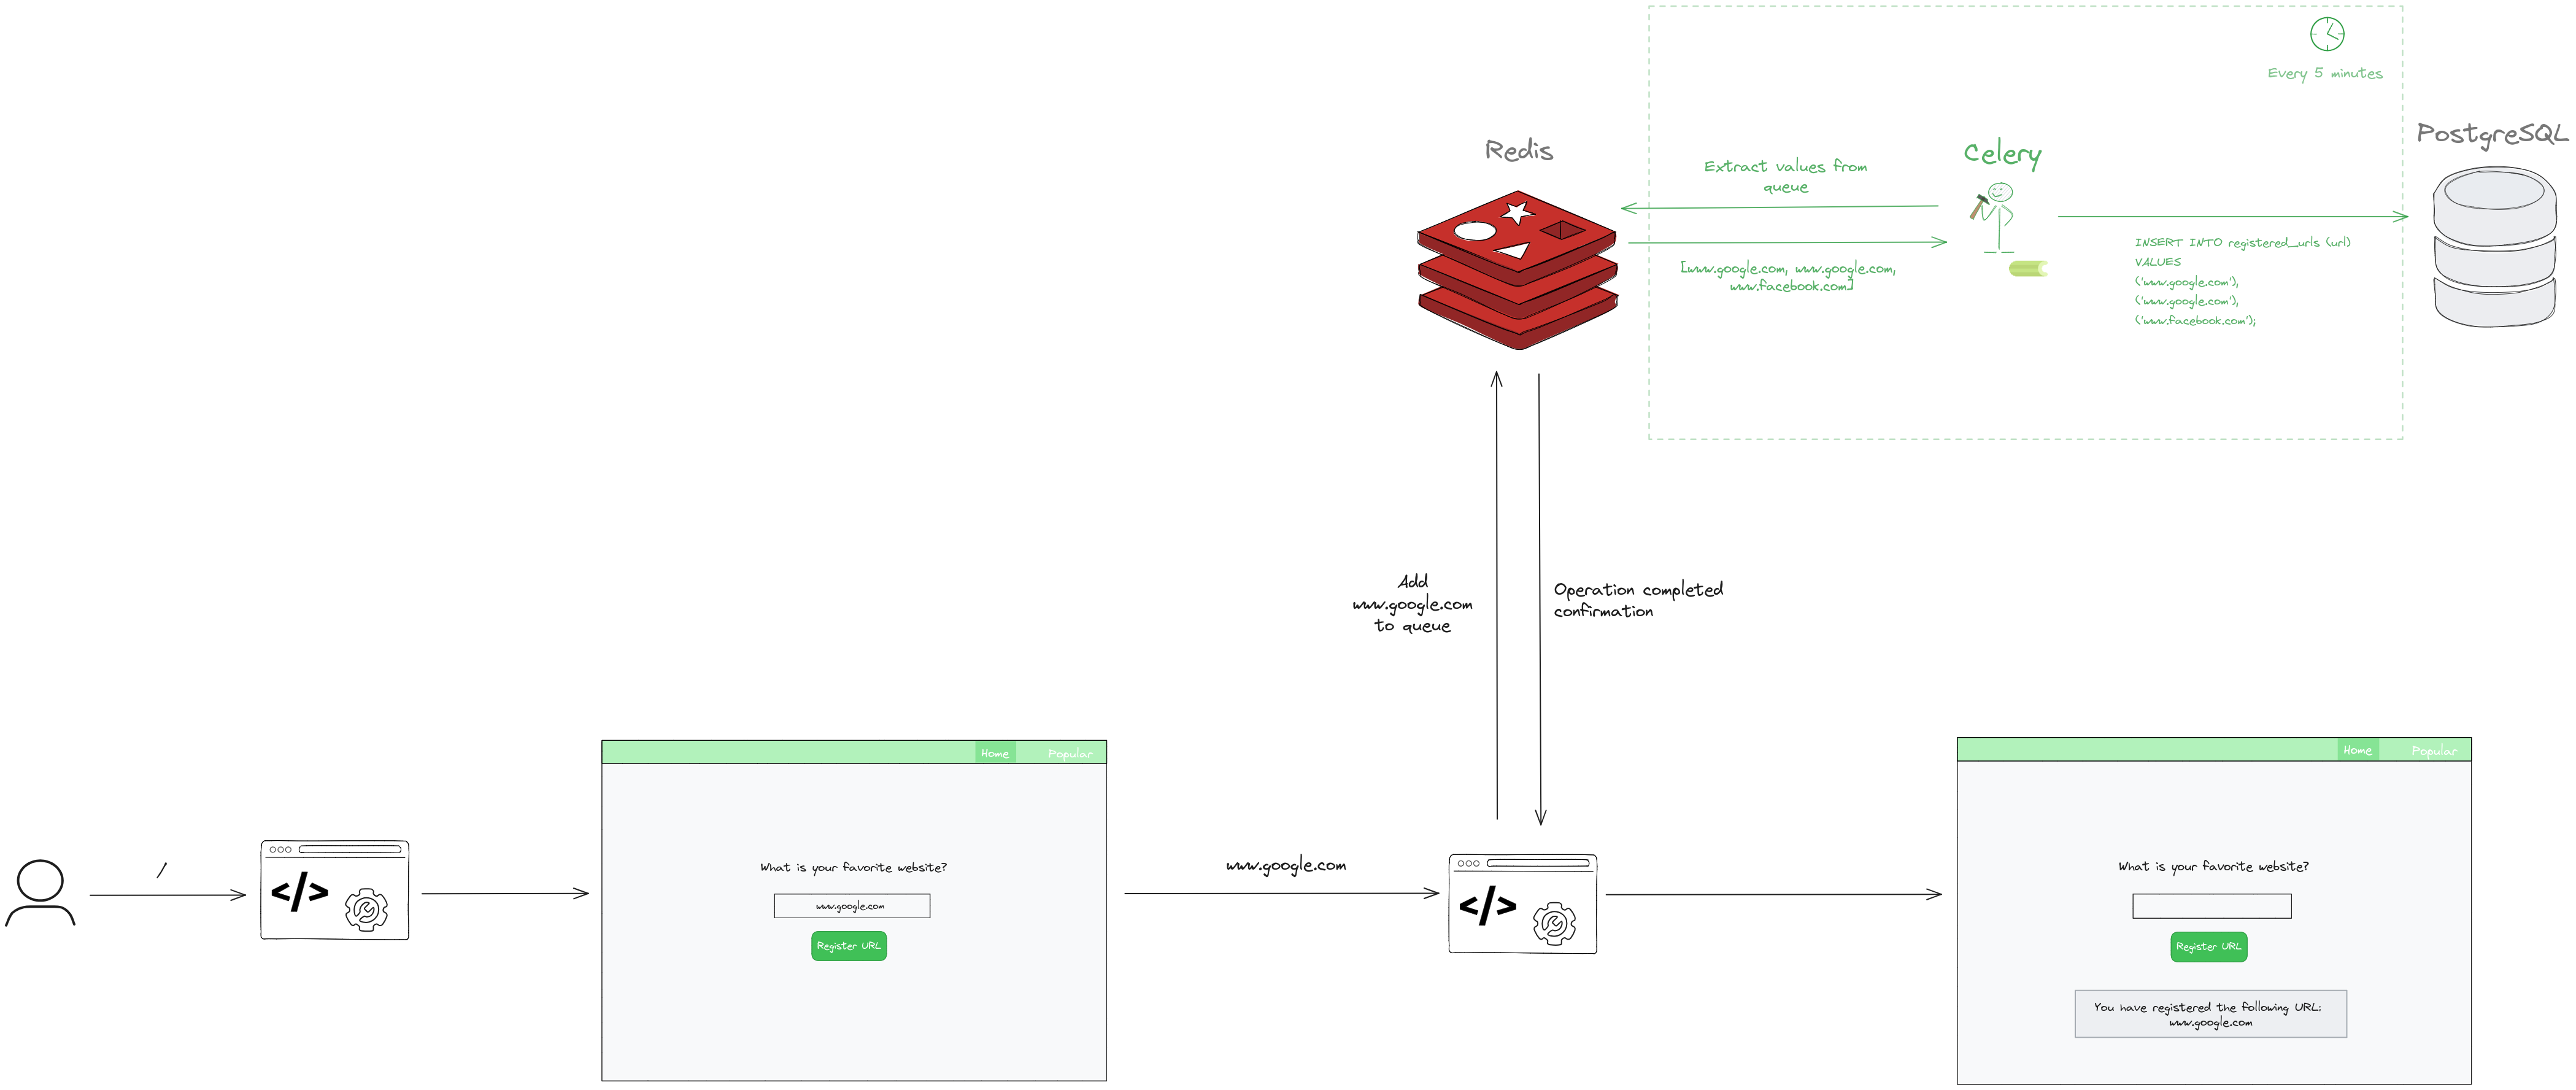 Every 5 minutes
Redis
Celery
PostgreSQL
Extract values from
queue
[www.google.com, www.google.com,
www.facebook.com]
INSERT INTO registered_urls (url)
VALUES
('www.google.com'),
('www.google.com'),
('www.facebook.com');
Add
www.google.com
to queue
Operation completed
confirmation
/
</>
Home
Popular
What is your favorite website?
www.google.com
Register URL
www.google.com
</>
Home
Popular
What is your favorite website?
Register URL
You have registered the following URL:
www.google.com